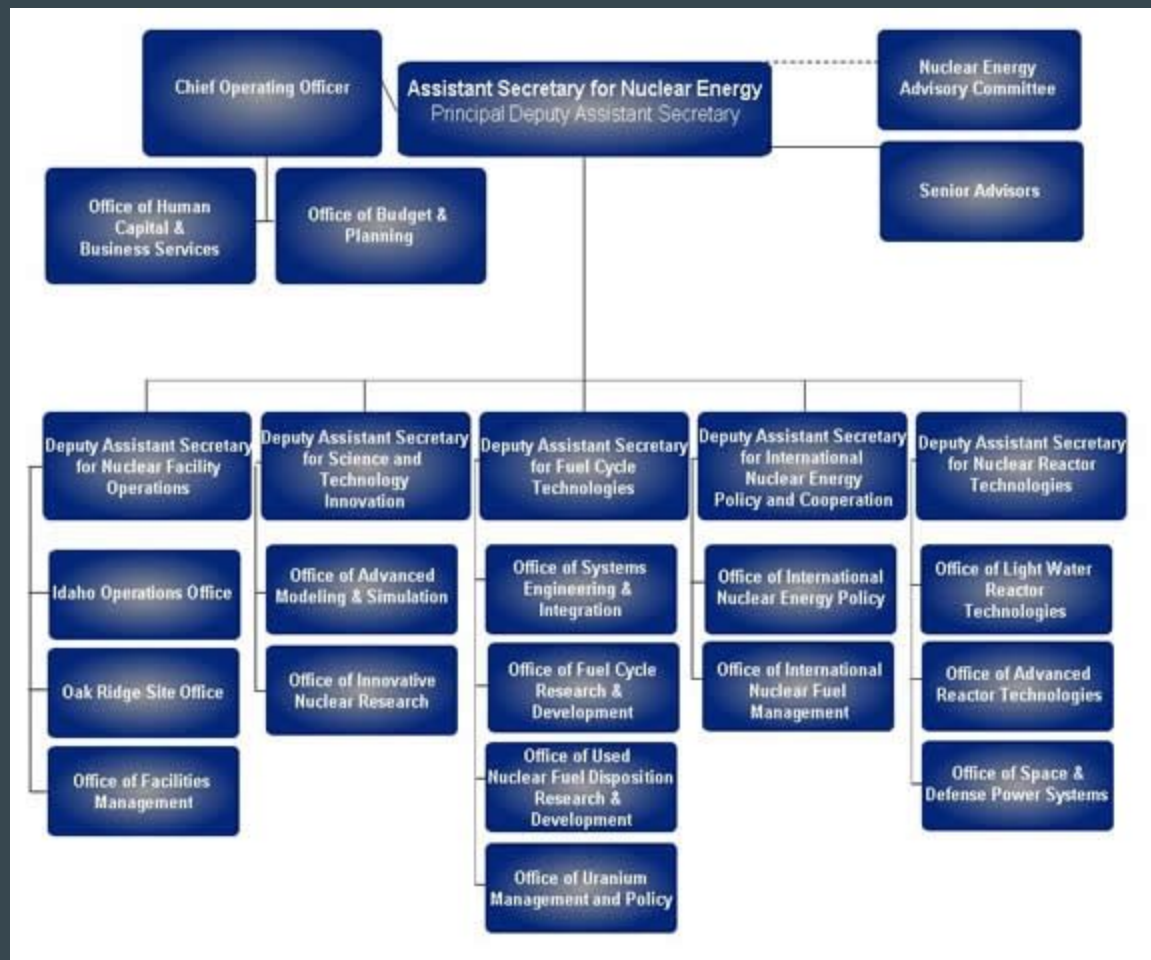 Chief Operating Officer
Assistant Secretary for Nuclear Energy
Principal Deputy Assistant Secretary
Nuclear Energy
Advisory Committee
Senior Advisors
Office of Human
Capital &
Business Services
Office of Budget &
Planning
Deputy Assistant Secretary
for Nuclear Facility
Operations
Idaho Operations Office
Oak Ridge Site Office
Office of Facilities
Management
Deputy Assistant Secretary
for Science and
Technology
Innovation
Office of Advanced
Modeling & Simulation
Office of Innovative
Nuclear Research
Deputy Assistant Secretary
for Fuel Cycle
Technologies
Office of Systems
Engineering &
Integration
Office of Fuel Cycle
Research &
Development
Office of Used
Nuclear Fuel Disposition
Research &
Development
Office of Uranium
Management and Policy
Deputy Assistant Secretary
for International
Nuclear Energy
Policy and Cooperation
Office of International
Nuclear Energy Policy
Office of International
Nuclear Fuel
Management
Deputy Assistant Secretary
for Nuclear Reactor
Technologies
Office of Light Water
Reactor
Technologies
Office of Advanced
Reactor Technologies
Office of Space &
Defense Power Systems